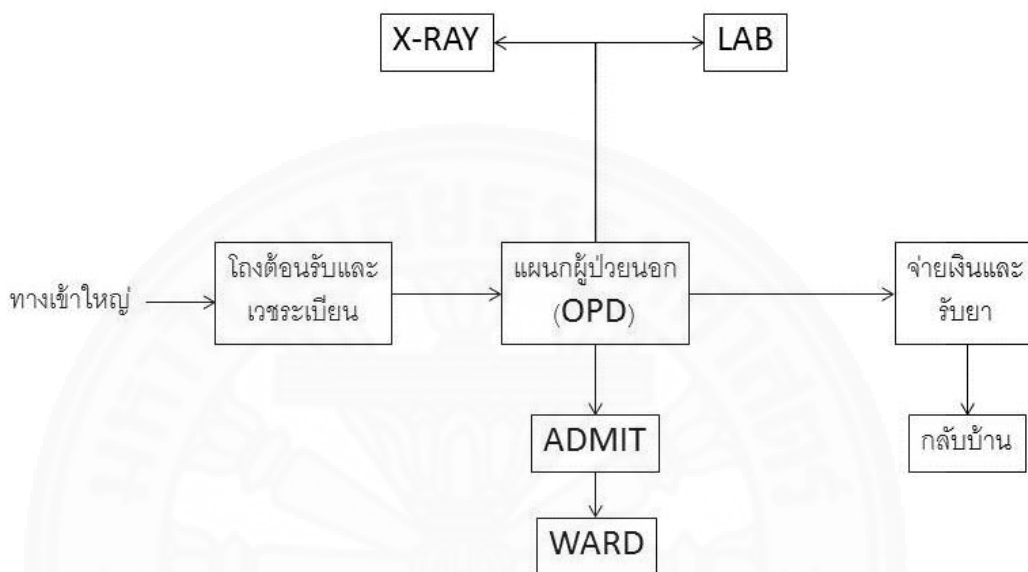 X-RAY
LAB
ทางเข้าใหญ่
โถงต้อนรับและ
เวชระเบียน
แผนกผู้ป่วยนอก
(OPD)
จ่ายเงินและ
รับยา
ADMIT
กลับบ้าน
WARD